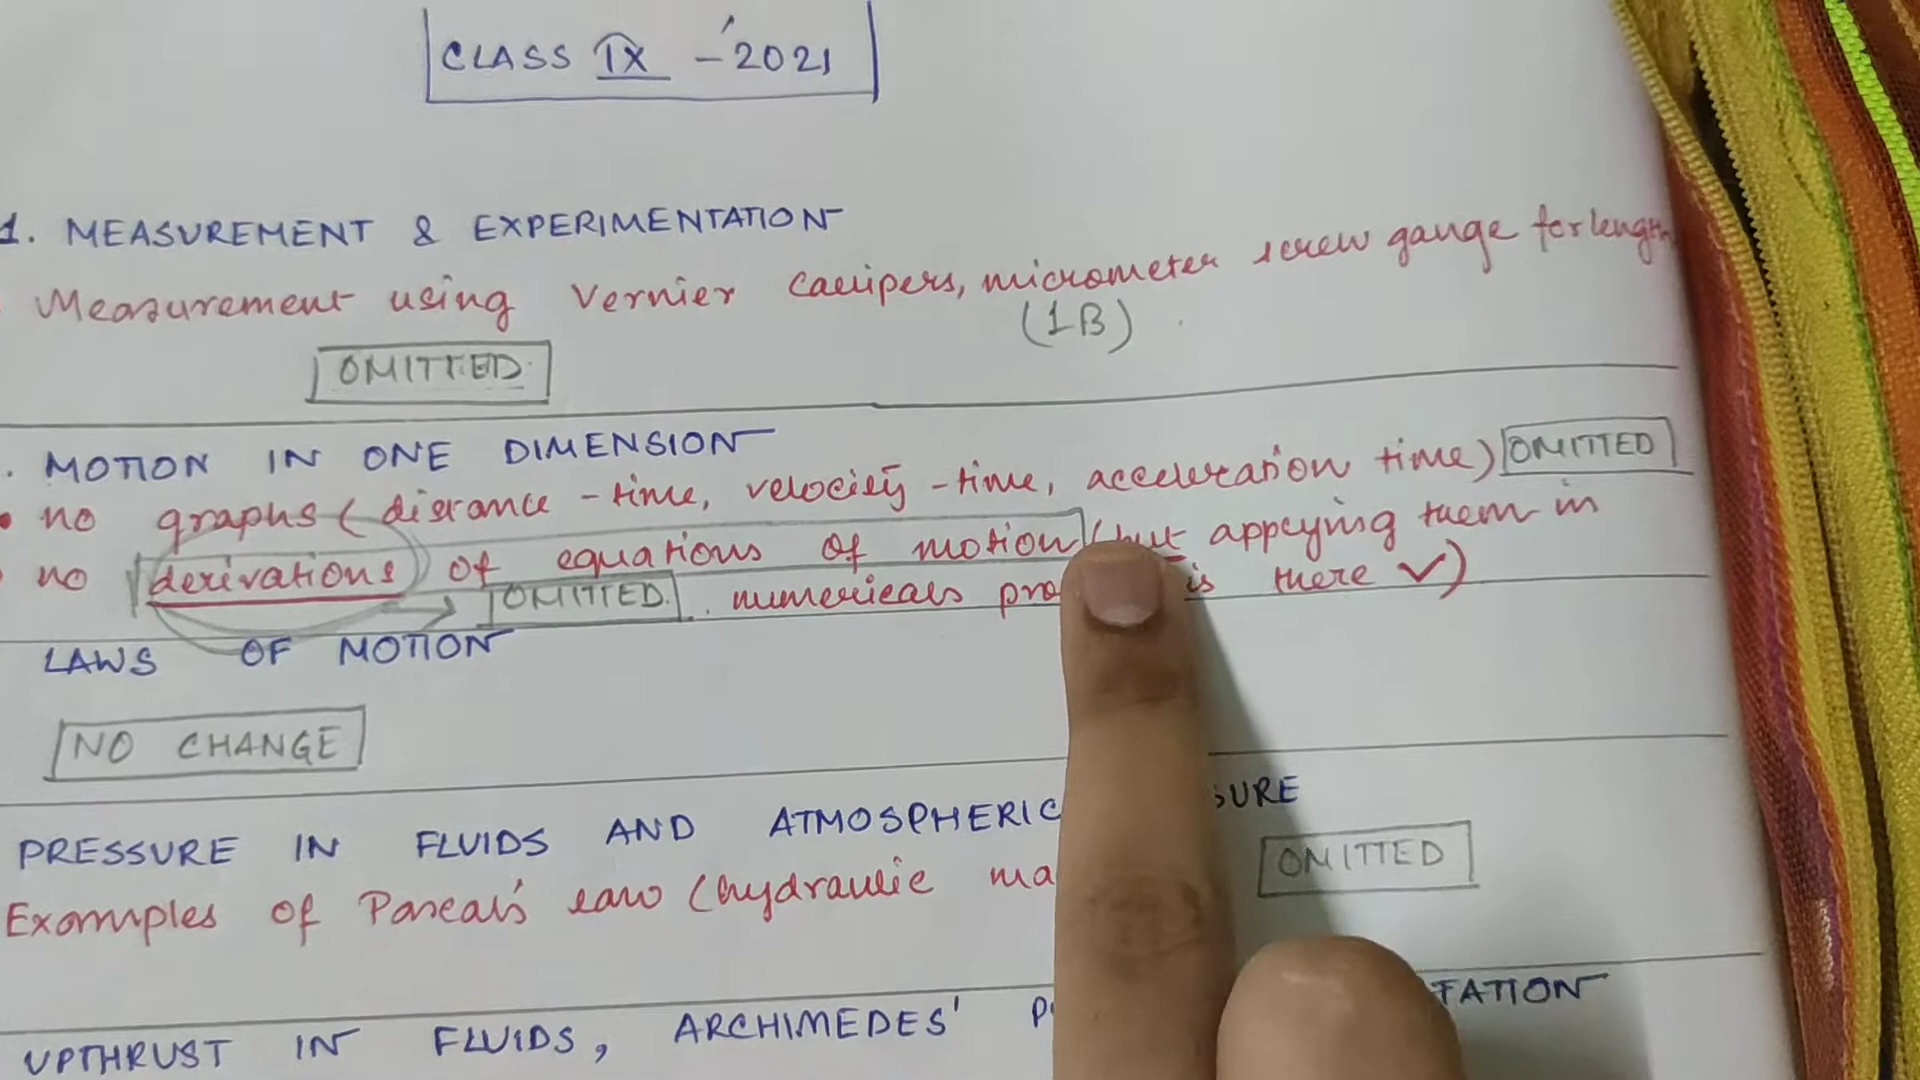 CLASS IX - '2021
1. MEASUREMENT & EXPERIMENTATION
Measurement using Vernier Callipers, micrometer screw gauge for length
(1B)
OMITTED
MOTION IN ONE DIMENSION
• no graphs (distance - time, velocity - time, acceleration time) OMITTED
no derivations of equations of motion (but applying them in
OMITTED. numericals is there ✓)
LAWS OF MOTION
NO CHANGE
PRESSURE IN FLUIDS AND ATMOSPHERIC
Examples of Pascal's law (hydraulic OMITTED
UPTHRUST IN FLUIDS, ARCHIMEDES'